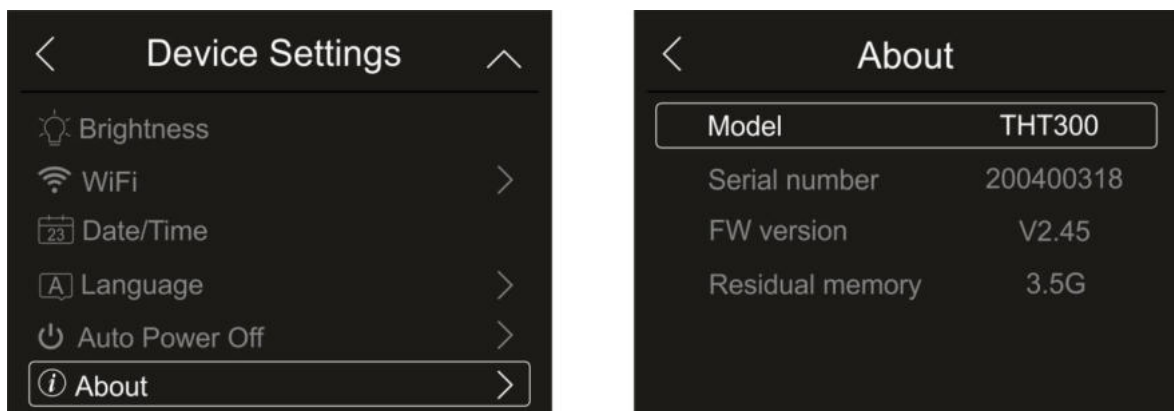 Device Settings
Brightness
WiFi
23 Date/Time
A Language
Auto Power Off
i About
About
Model THT300
Serial number 200400318
FW version V2.45
Residual memory 3.5G